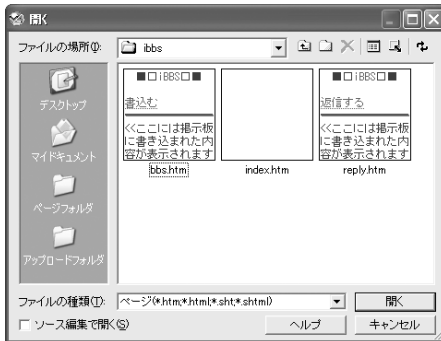 開く
ファイルの場所(I):
ibbs
デスクトップ
マイドキュメント
ページフォルダ
アップロードフォルダ
■□iBBS□■
書込む
<<ここには掲示板
に書き込まれた内
容が表示されます
bbs.htm
index.htm
■□iBBS□■
返信する
<<ここには掲示板
に書き込まれた内
容が表示されます
reply.htm
ファイルの種類(T):
ページ(*.htm;*.html;*.sht;*.shtml)
開く
ソース編集で開く(S)
ヘルプ
キャンセル